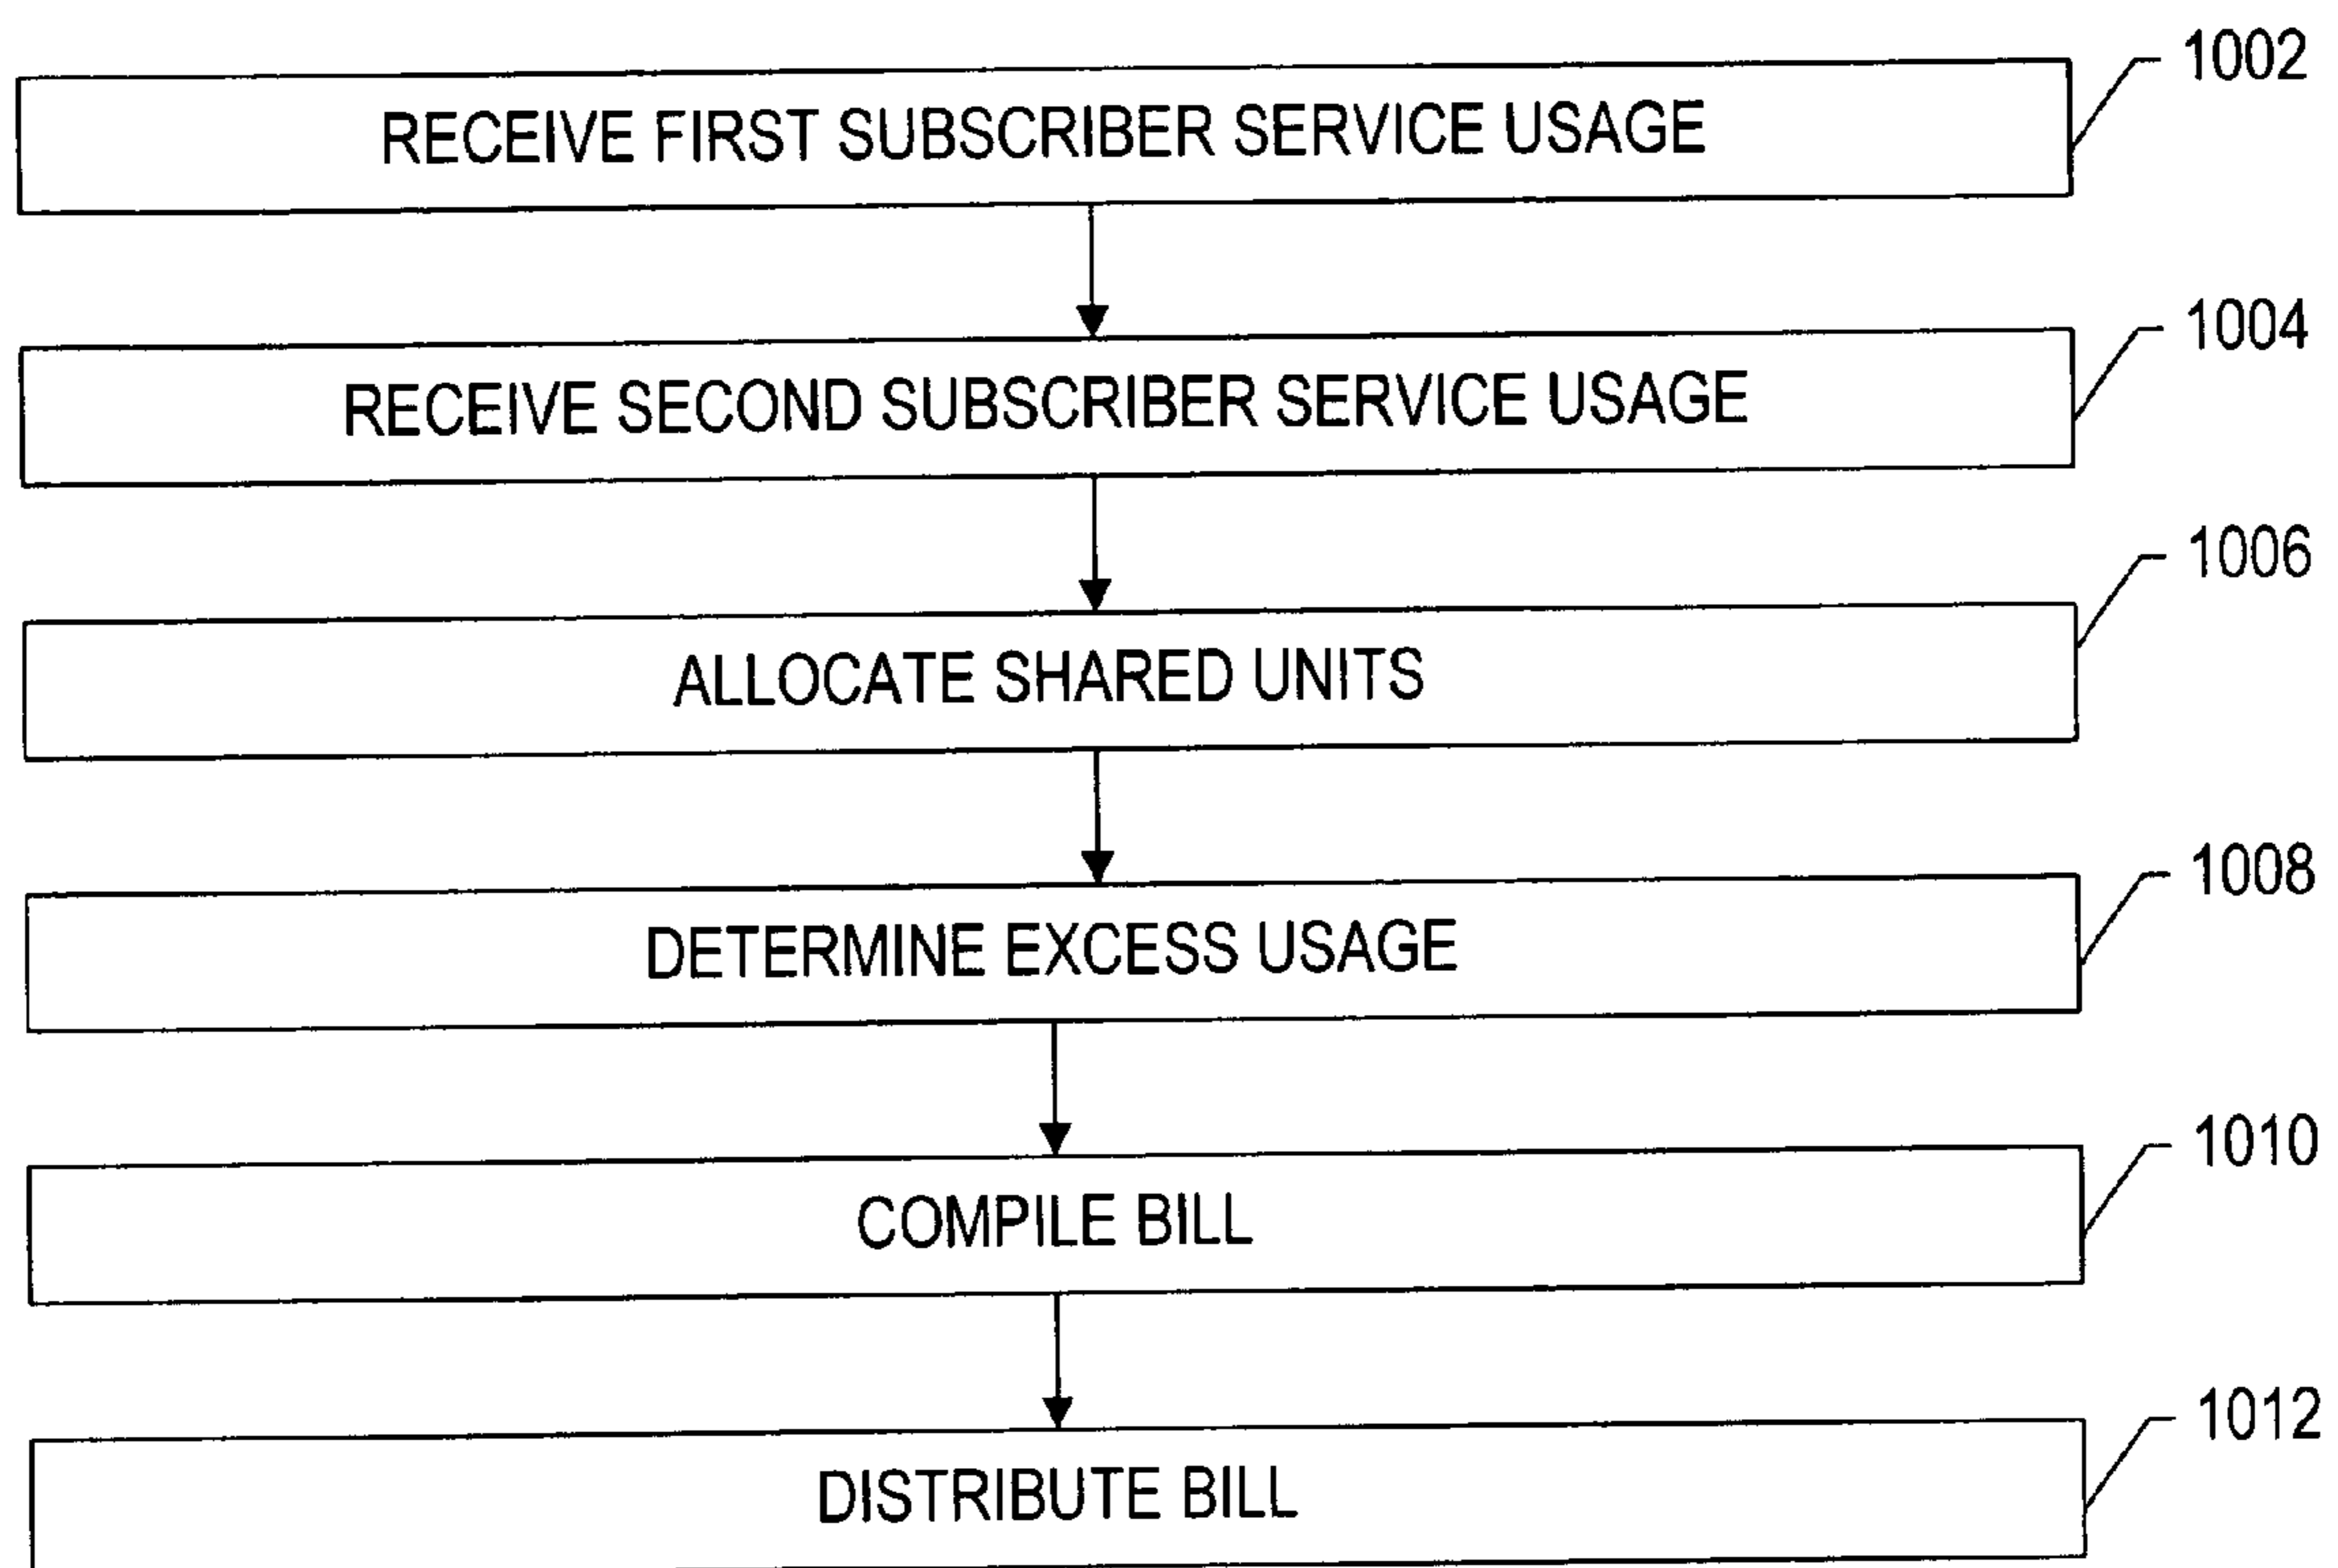 1002
RECEIVE FIRST SUBSCRIBER SERVICE USAGE
1004
RECEIVE SECOND SUBSCRIBER SERVICE USAGE
1006
ALLOCATE SHARED UNITS
1008
DETERMINE EXCESS USAGE
1010
COMPILE BILL
1012
DISTRIBUTE BILL